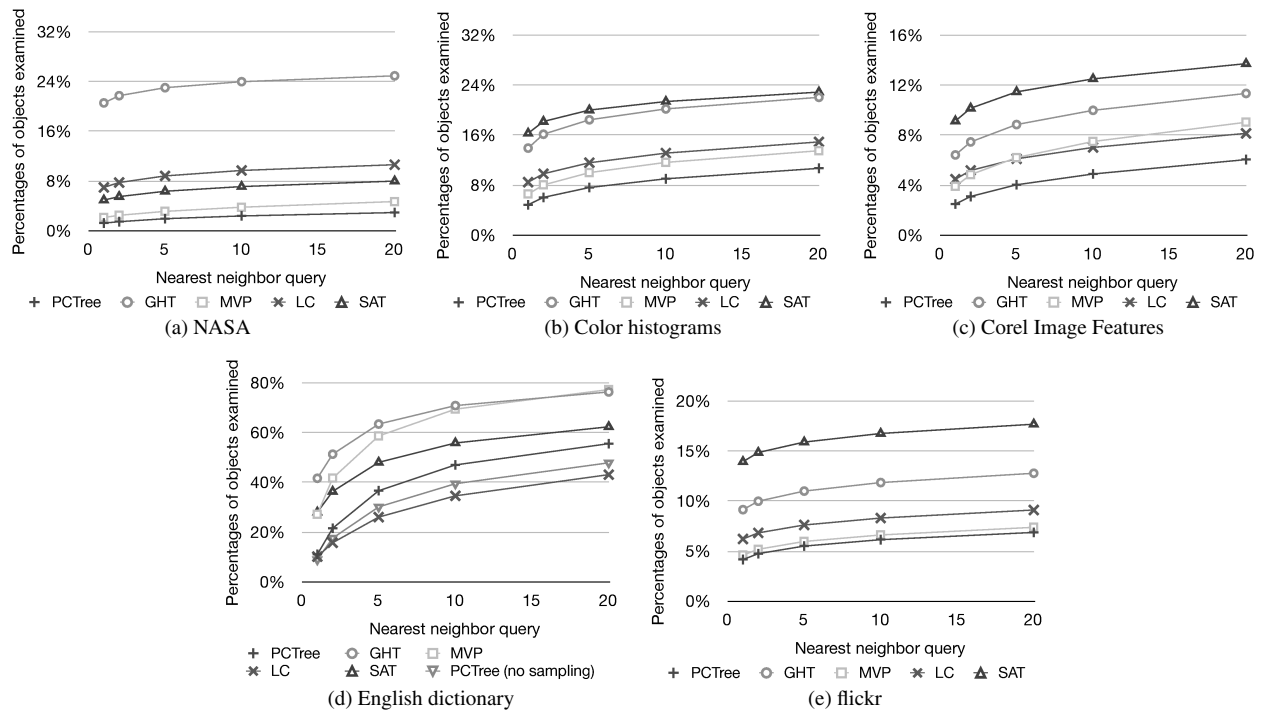 Percentages of objects examined
32%
24%
16%
8%
0%
0 5 10 15 20
Nearest neighbor query
PCTree GHT MVP LC SAT
(a) NASA
Percentages of objects examined
32%
24%
16%
8%
0%
0 5 10 15 20
Nearest neighbor query
PCTree GHT MVP LC SAT
(b) Color histograms
Percentages of objects examined
16%
12%
8%
4%
0%
0 5 10 15 20
Nearest neighbor query
PCTree GHT MVP LC SAT
(c) Corel Image Features
Percentages of objects examined
80%
60%
40%
20%
0%
0 5 10 15 20
Nearest neighbor query
PCTree GHT MVP
LC SAT PCTree (no sampling)
(d) English dictionary
Percentages of objects examined
20%
15%
10%
5%
0%
0 5 10 15 20
Nearest neighbor query
PCTree GHT MVP LC SAT
(e) flickr